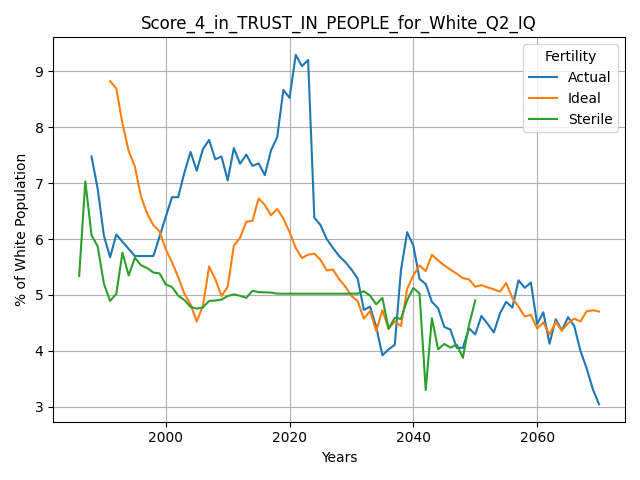 Score_4_in_TRUST_IN_PEOPLE_for_White_Q2_IQ
Fertility
Actual
Ideal
Sterile
% of White Population
9
8
7
6
5
4
3
2000
2020
2040
2060
Years